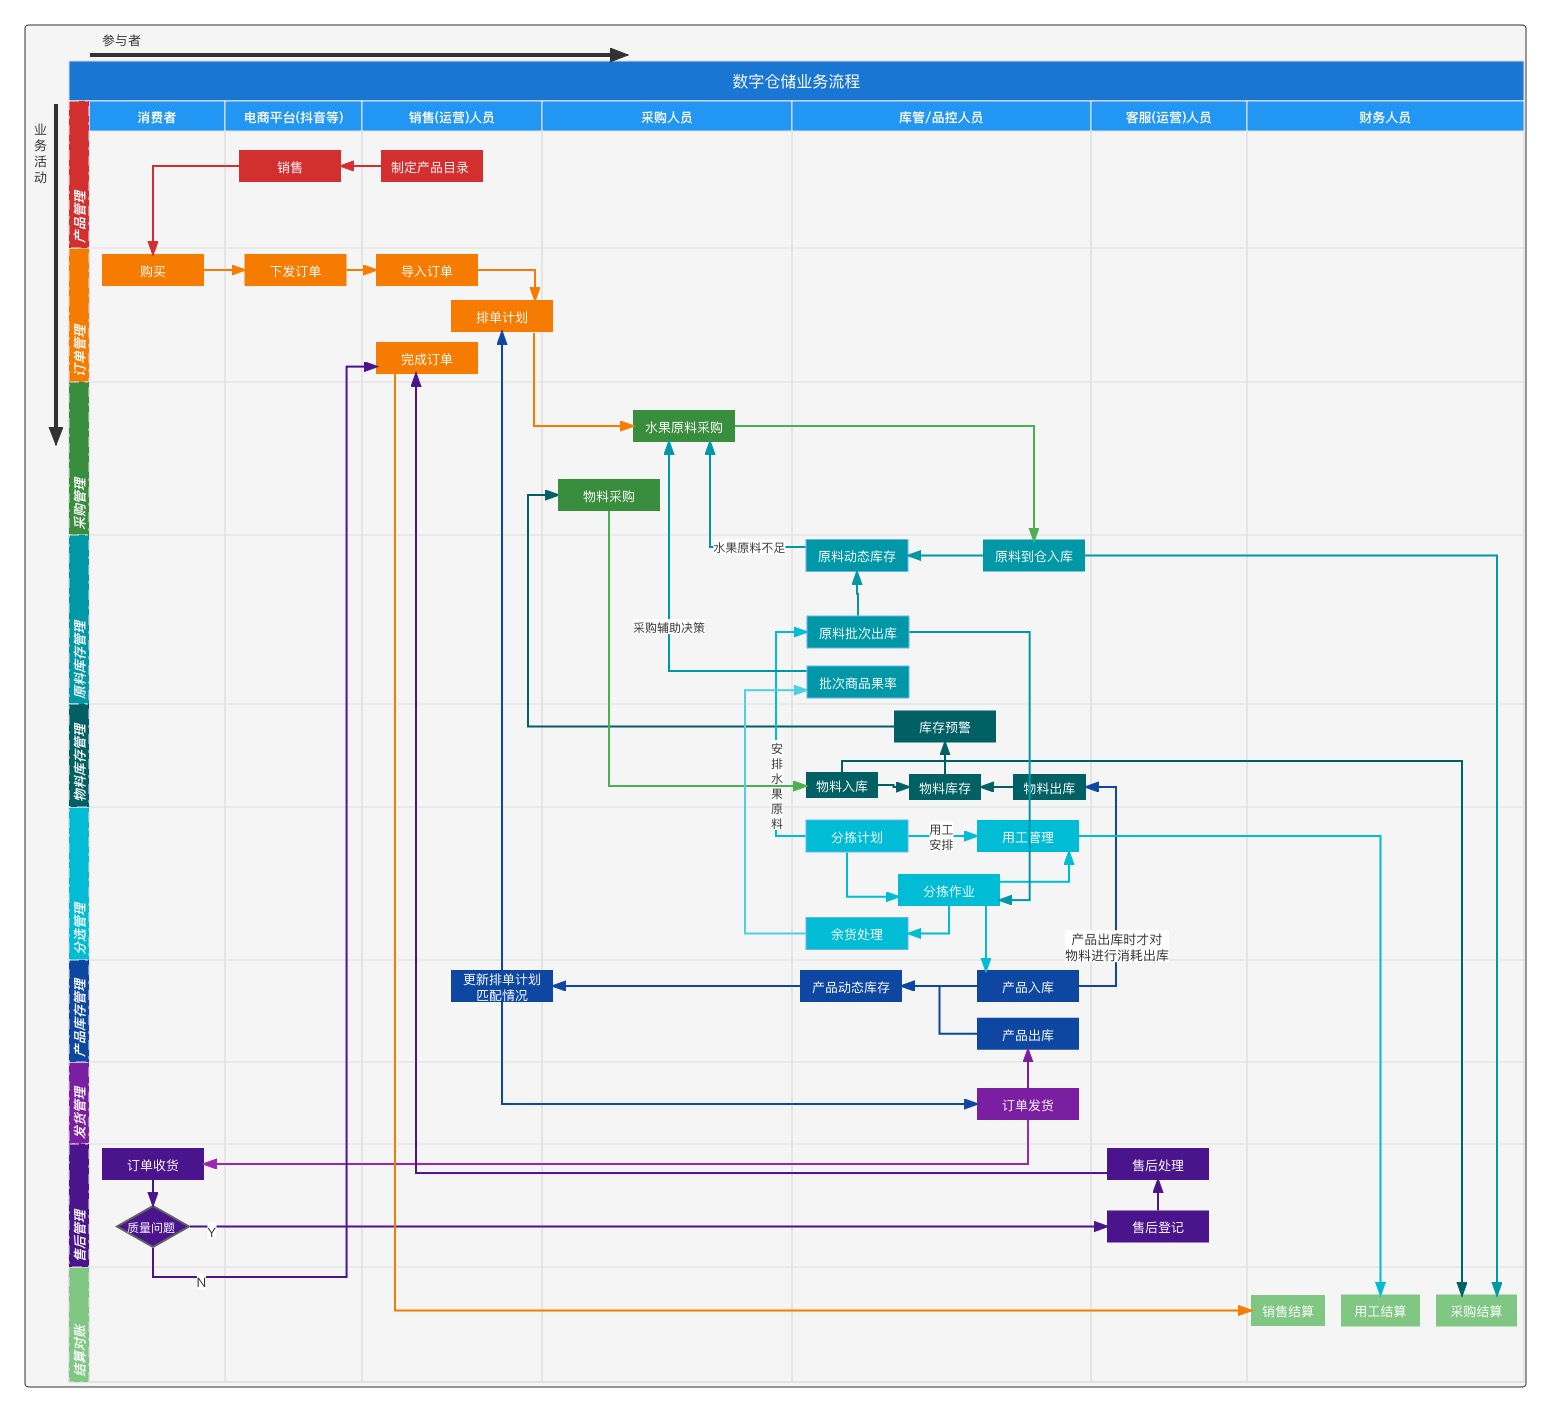 参与者
数字仓储业务流程
业务活动
消费者
电商平台(抖音等)
销售(运营)人员
采购人员
库管/品控人员
客服(运营)人员
财务人员
产品管理
销售
制定产品目录
订单管理
购买
下发订单
导入订单
排单计划
完成订单
采购管理
水果原料采购
物料采购
原料库存管理
水果原料不足
原料动态库存
原料到仓入库
采购辅助决策
原料批次出库
批次商品果率
物料库存管理
库存预警
安排水果原料
物料入库
物料库存
物料出库
分选管理
分拣计划
用工
安排
用工管理
分拣作业
余货处理
产品出库时才对
物料进行消耗出库
产品库存管理
更新排单计划
匹配情况
产品动态库存
产品入库
产品出库
发货管理
订单发货
售后管理
订单收货
售后处理
质量问题
Y
售后登记
N
结算对账
销售结算
用工结算
采购结算